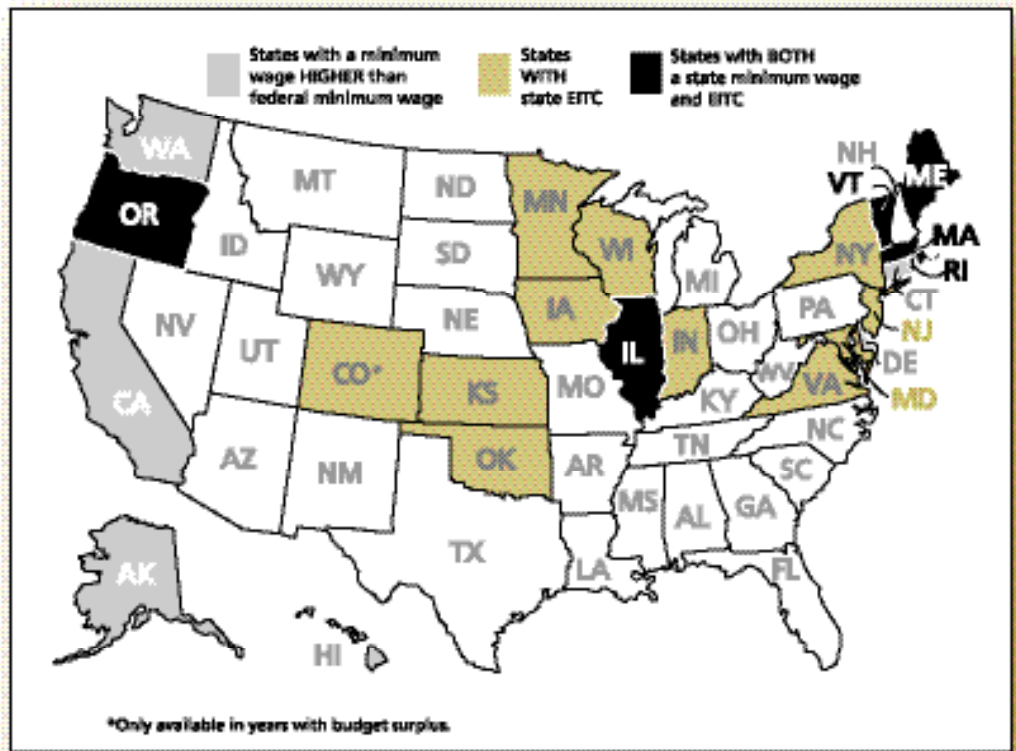 States with a minimum
wage HIGHER than
federal minimum wage
States
WITH
state EITC
States with BOTH
a state minimum wage
and EITC
WA
MT
ND
MN
NH
VT
ME
OR
ID
SD
WI
NY
MA
RI
WY
MI
CT
NV
NE
IA
PA
NJ
UT
IL
IN
OH
DE
CO*
KS
MO
WV
VA
MD
CA
KY
NC
AZ
NM
OK
AR
TN
SC
MS
AL
GA
TX
LA
FL
AK
HI
*Only available in years with budget surplus.